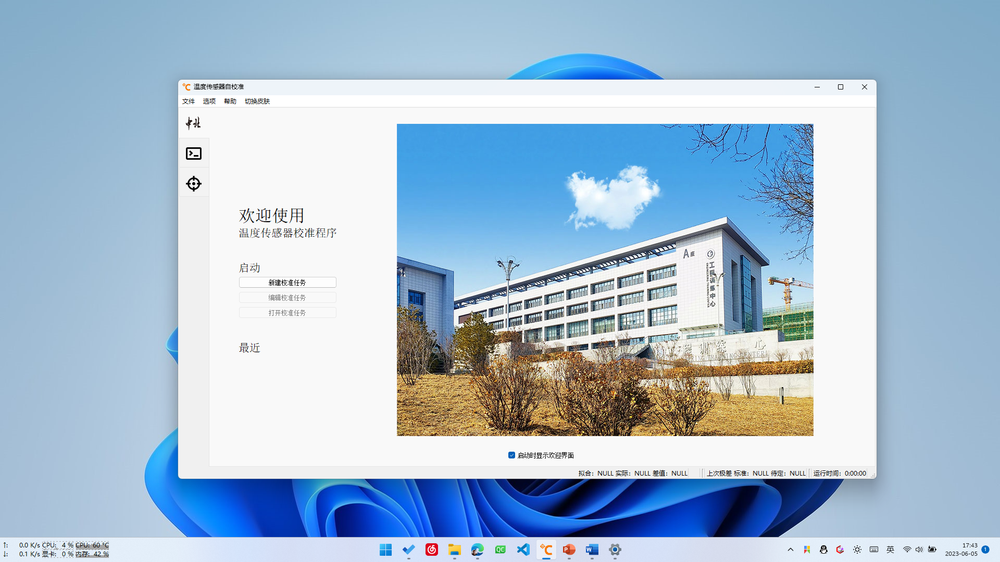 温度传感器自校准
文件 选项 帮助 切换皮肤
中北
欢迎使用
温度传感器校准程序
启动
新建校准任务
编辑校准任务
打开校准任务
最近
A座
工程训练中心
ENGINEERING TRAINING CENTER
程训练 心
RING TRAINING CENTER
启动时显示欢迎界面
拟合：NULL 实际：NULL 差值：NULL 上次极差 标准：NULL 待定：NULL 运行时间：0:00:00
↑: 0.0 K/s CPU: 4 % CPU: 60 °C
↓: 0.1 K/s 显卡: 0 % 内存: 42 %
QC
P
W
英
17:43
2023-06-05
1